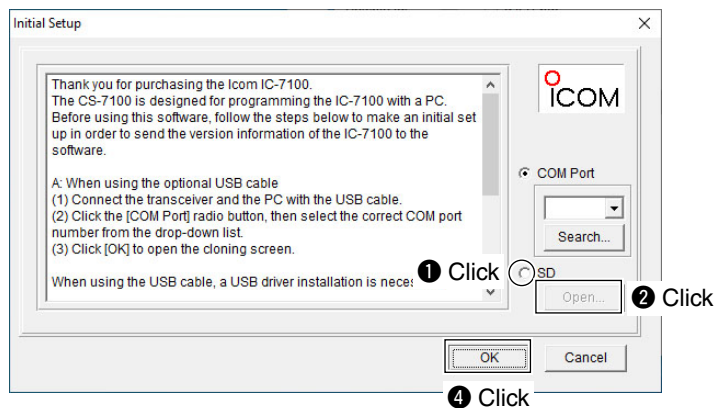 Initial Setup
Thank you for purchasing the Icom IC-7100.
The CS-7100 is designed for programming the IC-7100 with a PC.
Before using this software, follow the steps below to make an initial set
up in order to send the version information of the IC-7100 to the
software.
A: When using the optional USB cable
(1) Connect the transceiver and the PC with the USB cable.
(2) Click the [COM Port] radio button, then select the correct COM port
number from the drop-down list.
(3) Click [OK] to open the cloning screen.
When using the USB cable, a USB driver installation is nece
ICOM
COM Port
Search...
❶ Click
SD
Open...
❷ Click
OK
Cancel
❹ Click